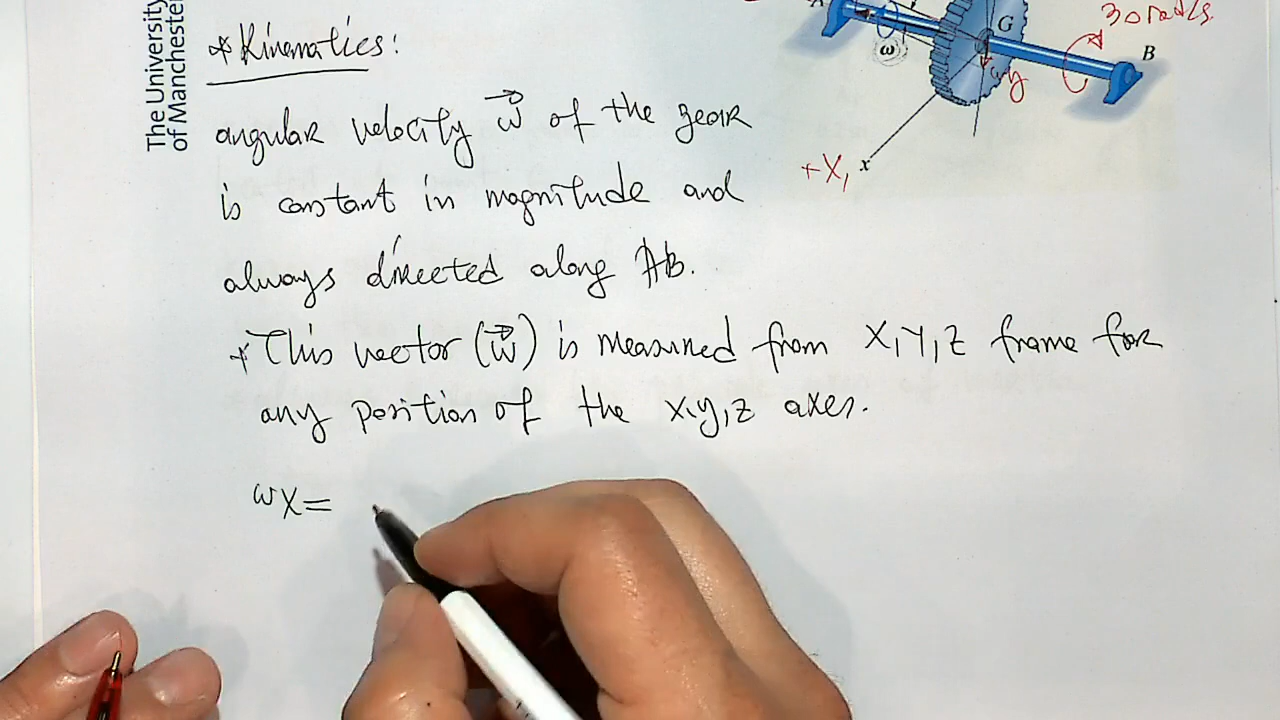 The University
of Manchester
* Kinematics:
angular velocity ω⃗ of the gear
is constant in magnitude and
always directed along AB.
* This vector (ω⃗) is measured from X,Y,Z frame for
any position of the x,y,z axes.
ωx=
A
ω
G
y
30 rad/s.
B
+X,
x